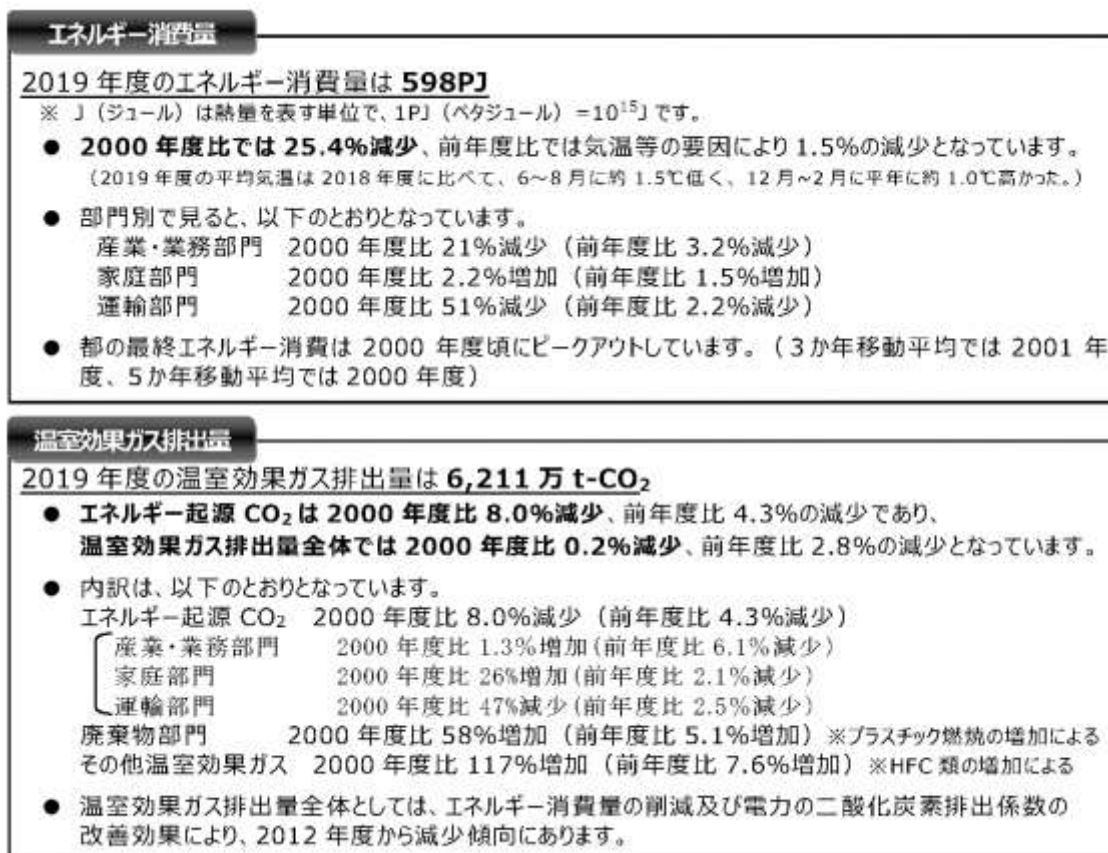 エネルギー消費量
2019 年度のエネルギー消費量は 598PJ
※ J（ジュール）は熱量を表す単位で、1PJ（ペタジュール）=10¹⁵J です。
● 2000 年度比では 25.4%減少、前年度比では気温等の要因により 1.5%の減少となっています。
（2019 年度の平均気温は 2018 年度に比べて、6～8 月に約 1.5℃低く、12 月~2 月に平年に約 1.0℃高かった。）
● 部門別で見ると、以下のとおりとなっています。
産業・業務部門 2000 年度比 21%減少（前年度比 3.2%減少）
家庭部門 2000 年度比 2.2%増加（前年度比 1.5%増加）
運輸部門 2000 年度比 51%減少（前年度比 2.2%減少）
● 都の最終エネルギー消費は 2000 年度頃にピークアウトしています。（３か年移動平均では 2001 年
度、５か年移動平均では 2000 年度）
温室効果ガス排出量
2019 年度の温室効果ガス排出量は 6,211 万 t-CO₂
● エネルギー起源 CO₂ は 2000 年度比 8.0%減少、前年度比 4.3%の減少であり、
温室効果ガス排出量全体では 2000 年度比 0.2%減少、前年度比 2.8%の減少となっています。
● 内訳は、以下のとおりとなっています。
エネルギー起源 CO₂ 2000 年度比 8.0%減少（前年度比 4.3%減少）
産業・業務部門 2000 年度比 1.3%増加(前年度比 6.1%減少)
家庭部門 2000 年度比 26%増加(前年度比 2.1%減少)
運輸部門 2000 年度比 47%減少(前年度比 2.5%減少)
廃棄物部門 2000 年度比 58%増加（前年度比 5.1%増加）※プラスチック燃焼の増加による
その他温室効果ガス 2000 年度比 117%増加（前年度比 7.6%増加）※HFC 類の増加による
● 温室効果ガス排出量全体としては、エネルギー消費量の削減及び電力の二酸化炭素排出係数の
改善効果により、2012 年度から減少傾向にあります。